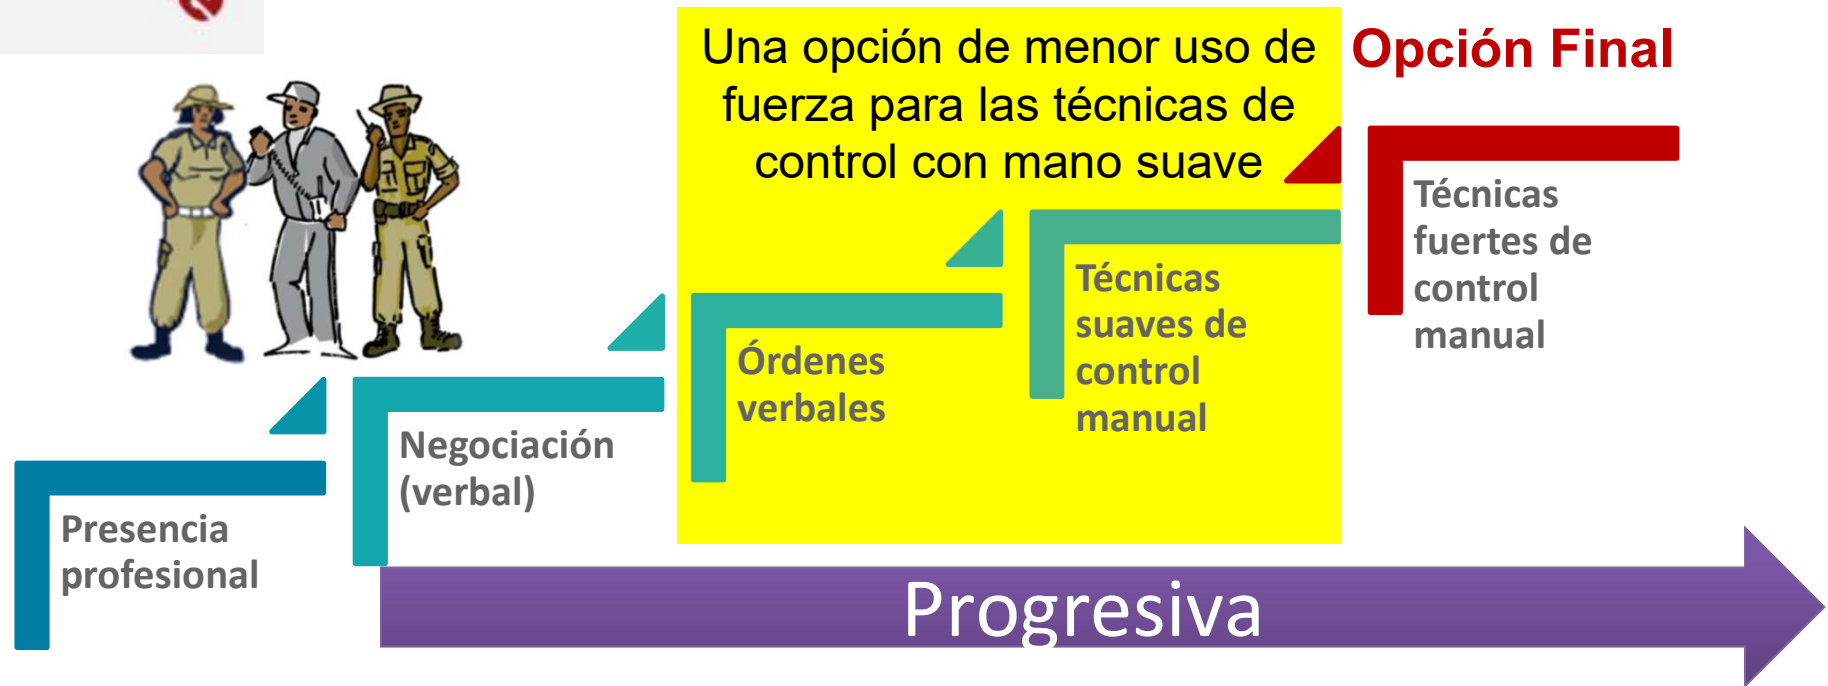 Una opción de menor uso de
fuerza para las técnicas de
control con mano suave
Opción Final
Técnicas
fuertes de
control
manual
Técnicas
suaves de
control
manual
Órdenes
verbales
Negociación
(verbal)
Presencia
profesional
Progresiva